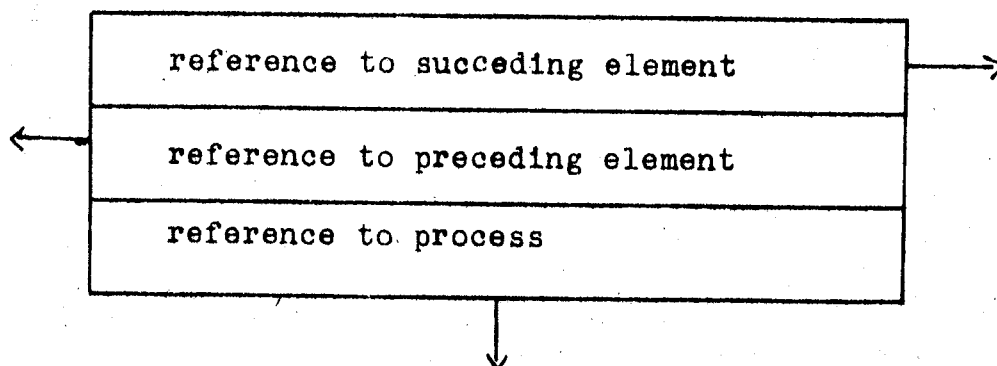 reference to succeding element
reference to preceding element
reference to process